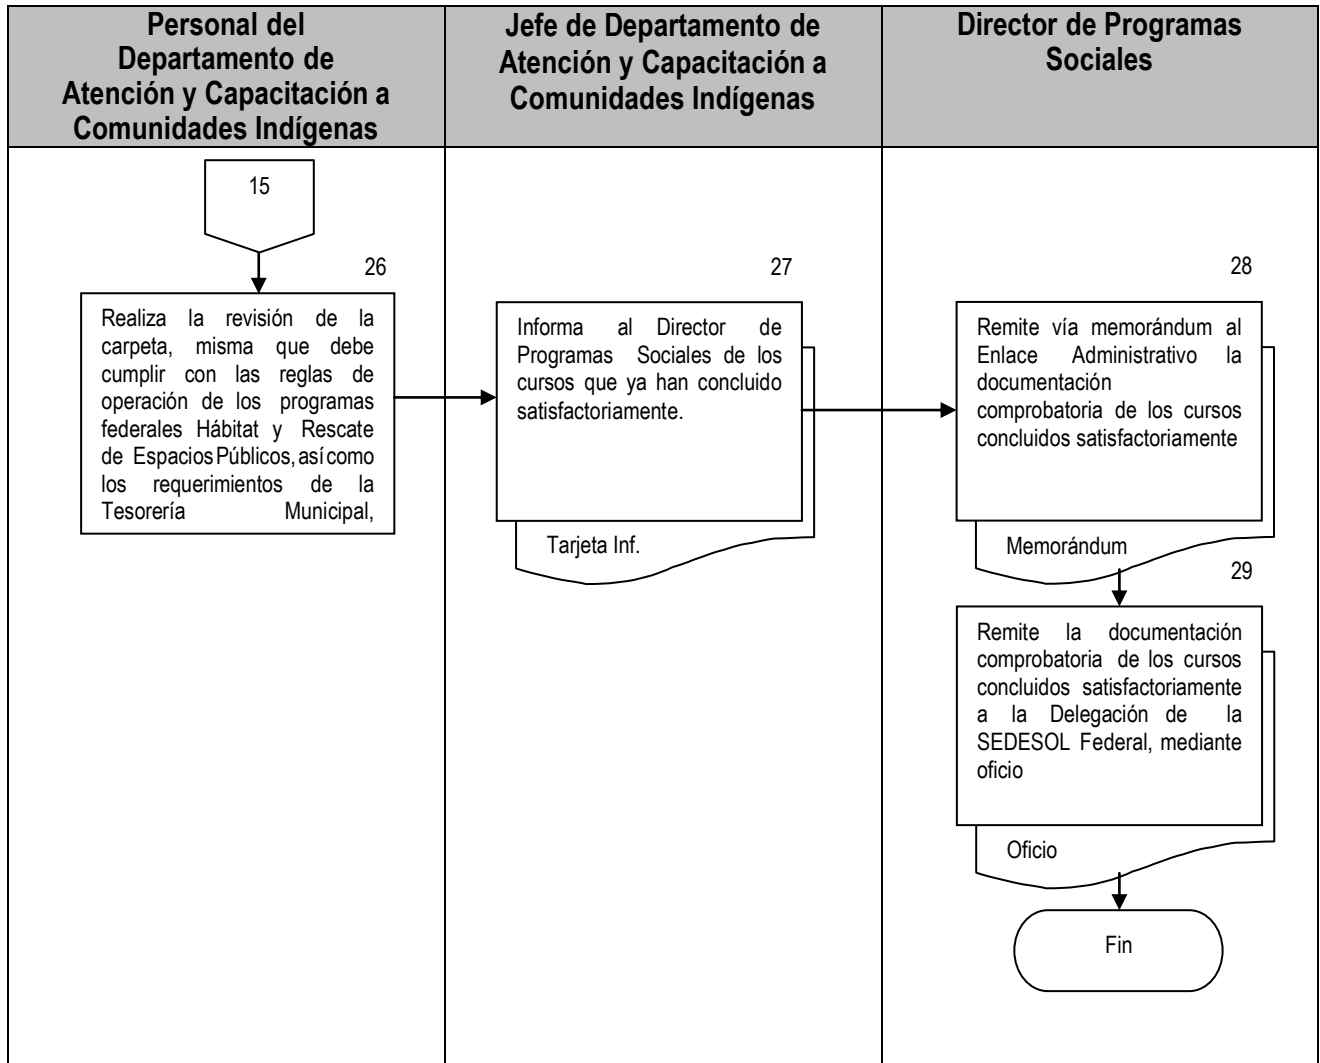 Personal del
Departamento de
Atención y Capacitación a
Comunidades Indígenas
Jefe de Departamento de
Atención y Capacitación a
Comunidades Indígenas
Director de Programas
Sociales
15
26
Realiza la revisión de la
carpeta, misma que debe
cumplir con las reglas de
operación de los programas
federales Hábitat y Rescate
de Espacios Públicos, así como
los requerimientos de la
Tesorería Municipal,
27
Informa al Director de
Programas Sociales de los
cursos que ya han concluido
satisfactoriamente.
Tarjeta Inf.
28
Remite vía memorándum al
Enlace Administrativo la
documentación
comprobatoria de los cursos
concluidos satisfactoriamente
Memorándum
29
Remite la documentación
comprobatoria de los cursos
concluidos satisfactoriamente
a la Delegación de la
SEDESOL Federal, mediante
oficio
Oficio
Fin